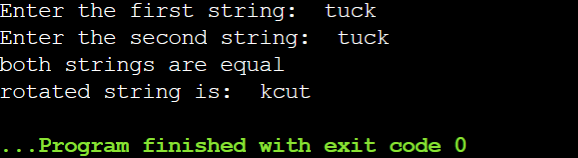 Enter the first string:  tuck
Enter the second string:  tuck
both strings are equal
rotated string is:  kcut
...Program finished with exit code 0